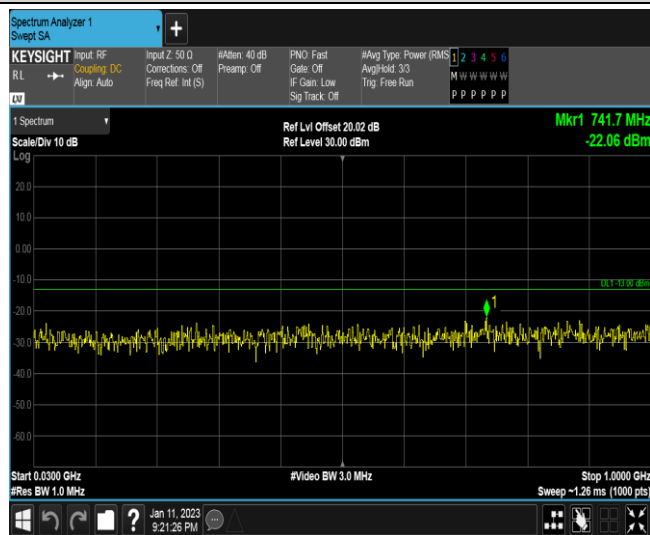 Spectrum Analyzer 1
Swept SA
+
KEYSIGHT
RL
LXI
Input: RF
Coupling: DC
Align: Auto
Input Z: 50 Ω
Corrections: Off
Freq Ref: Int (S)
#Atten: 40 dB
Preamp: Off
PNO: Fast
Gate: Off
IF Gain: Low
Sig Track: Off
#Avg Type: Power (RMS
Avg|Hold: 3/3
Trig: Free Run
1 2 3 4 5 6
M W W W W W
P P P P P P
1 Spectrum
Scale/Div 10 dB
Ref Lvl Offset 20.02 dB
Ref Level 30.00 dBm
Mkr1 741.7 MHz
-22.06 dBm
Log
20.0
10.0
0.00
-10.0
DL1 -13.00 dBm
-20.0
1
-30.0
-40.0
-50.0
-60.0
Start 0.0300 GHz
#Res BW 1.0 MHz
#Video BW 3.0 MHz
Stop 1.0000 GHz
Sweep ~1.26 ms (1000 pts)
?
Jan 11, 2023
9:21:26 PM